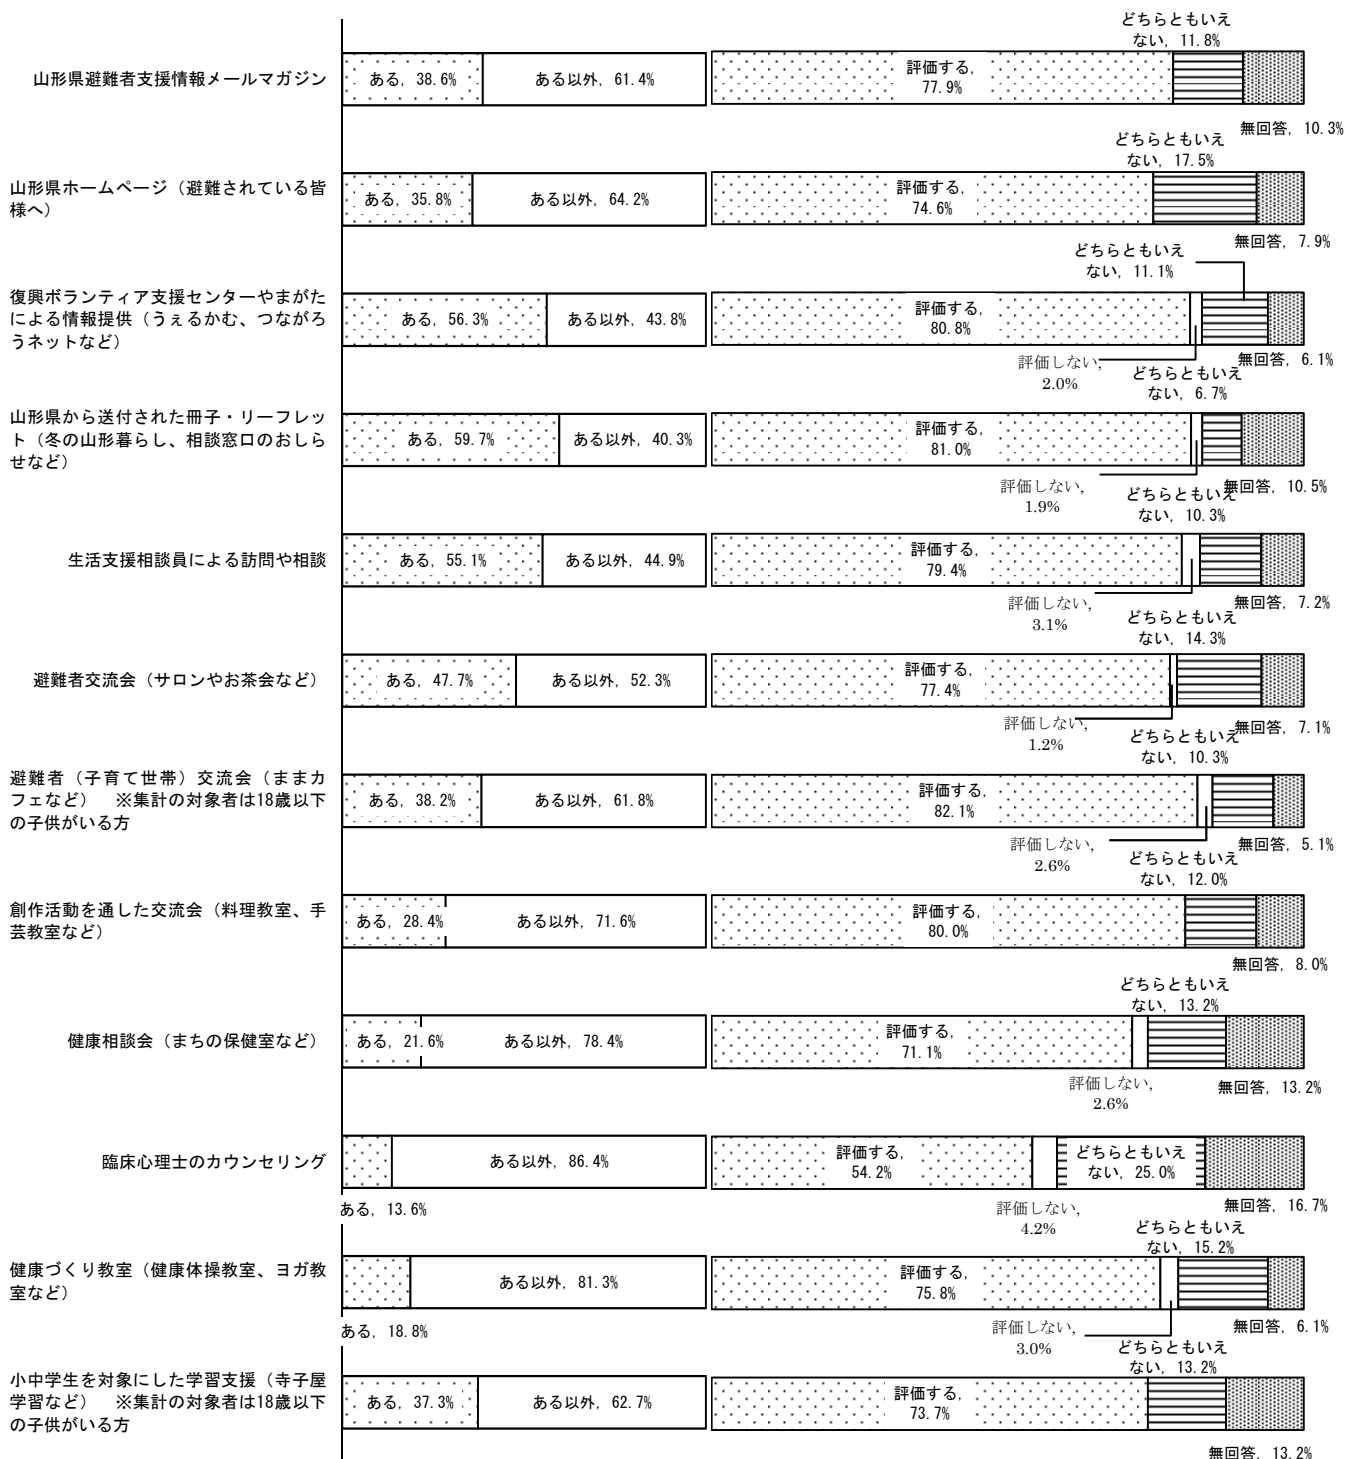 どちらともいえ
ない, 11.8%
山形県避難者支援情報メールマガジン
ある, 38.6%
ある以外, 61.4%
評価する,
77.9%
無回答, 10.3%
どちらともいえ
ない, 17.5%
山形県ホームページ（避難されている皆
様へ）
ある, 35.8%
ある以外, 64.2%
評価する,
74.6%
無回答, 7.9%
どちらともいえ
ない, 11.1%
復興ボランティア支援センターやまがた
による情報提供（うぇるかむ、つながろ
うネットなど）
ある, 56.3%
ある以外, 43.8%
評価する,
80.8%
評価しない,
2.0%
無回答, 6.1%
どちらともいえ
ない, 6.7%
山形県から送付された冊子・リーフレッ
ト（冬の山形暮らし、相談窓口のおしら
せなど）
ある, 59.7%
ある以外, 40.3%
評価する,
81.0%
評価しない,
1.9%
無回答, 10.5%
どちらともいえ
ない, 10.3%
生活支援相談員による訪問や相談
ある, 55.1%
ある以外, 44.9%
評価する,
79.4%
評価しない,
3.1%
無回答, 7.2%
どちらともいえ
ない, 14.3%
避難者交流会（サロンやお茶会など）
ある, 47.7%
ある以外, 52.3%
評価する,
77.4%
評価しない,
1.2%
無回答, 7.1%
どちらともいえ
ない, 10.3%
避難者（子育て世帯）交流会（ままカ
フェなど）　※集計の対象者は18歳以下
の子供がいる方
ある, 38.2%
ある以外, 61.8%
評価する,
82.1%
評価しない,
2.6%
無回答, 5.1%
どちらともいえ
ない, 12.0%
創作活動を通した交流会（料理教室、手
芸教室など）
ある, 28.4%
ある以外, 71.6%
評価する,
80.0%
無回答, 8.0%
どちらともいえ
ない, 13.2%
健康相談会（まちの保健室など）
ある, 21.6%
ある以外, 78.4%
評価する,
71.1%
評価しない,
2.6%
無回答, 13.2%
臨床心理士のカウンセリング
ある, 13.6%
ある以外, 86.4%
評価する,
54.2%
評価しない,
4.2%
どちらともいえ
ない, 25.0%
無回答, 16.7%
どちらともいえ
ない, 15.2%
健康づくり教室（健康体操教室、ヨガ教
室など）
ある, 18.8%
ある以外, 81.3%
評価する,
75.8%
評価しない,
3.0%
無回答, 6.1%
どちらともいえ
ない, 13.2%
小中学生を対象にした学習支援（寺子屋
学習など）　※集計の対象者は18歳以下
の子供がいる方
ある, 37.3%
ある以外, 62.7%
評価する,
73.7%
無回答, 13.2%